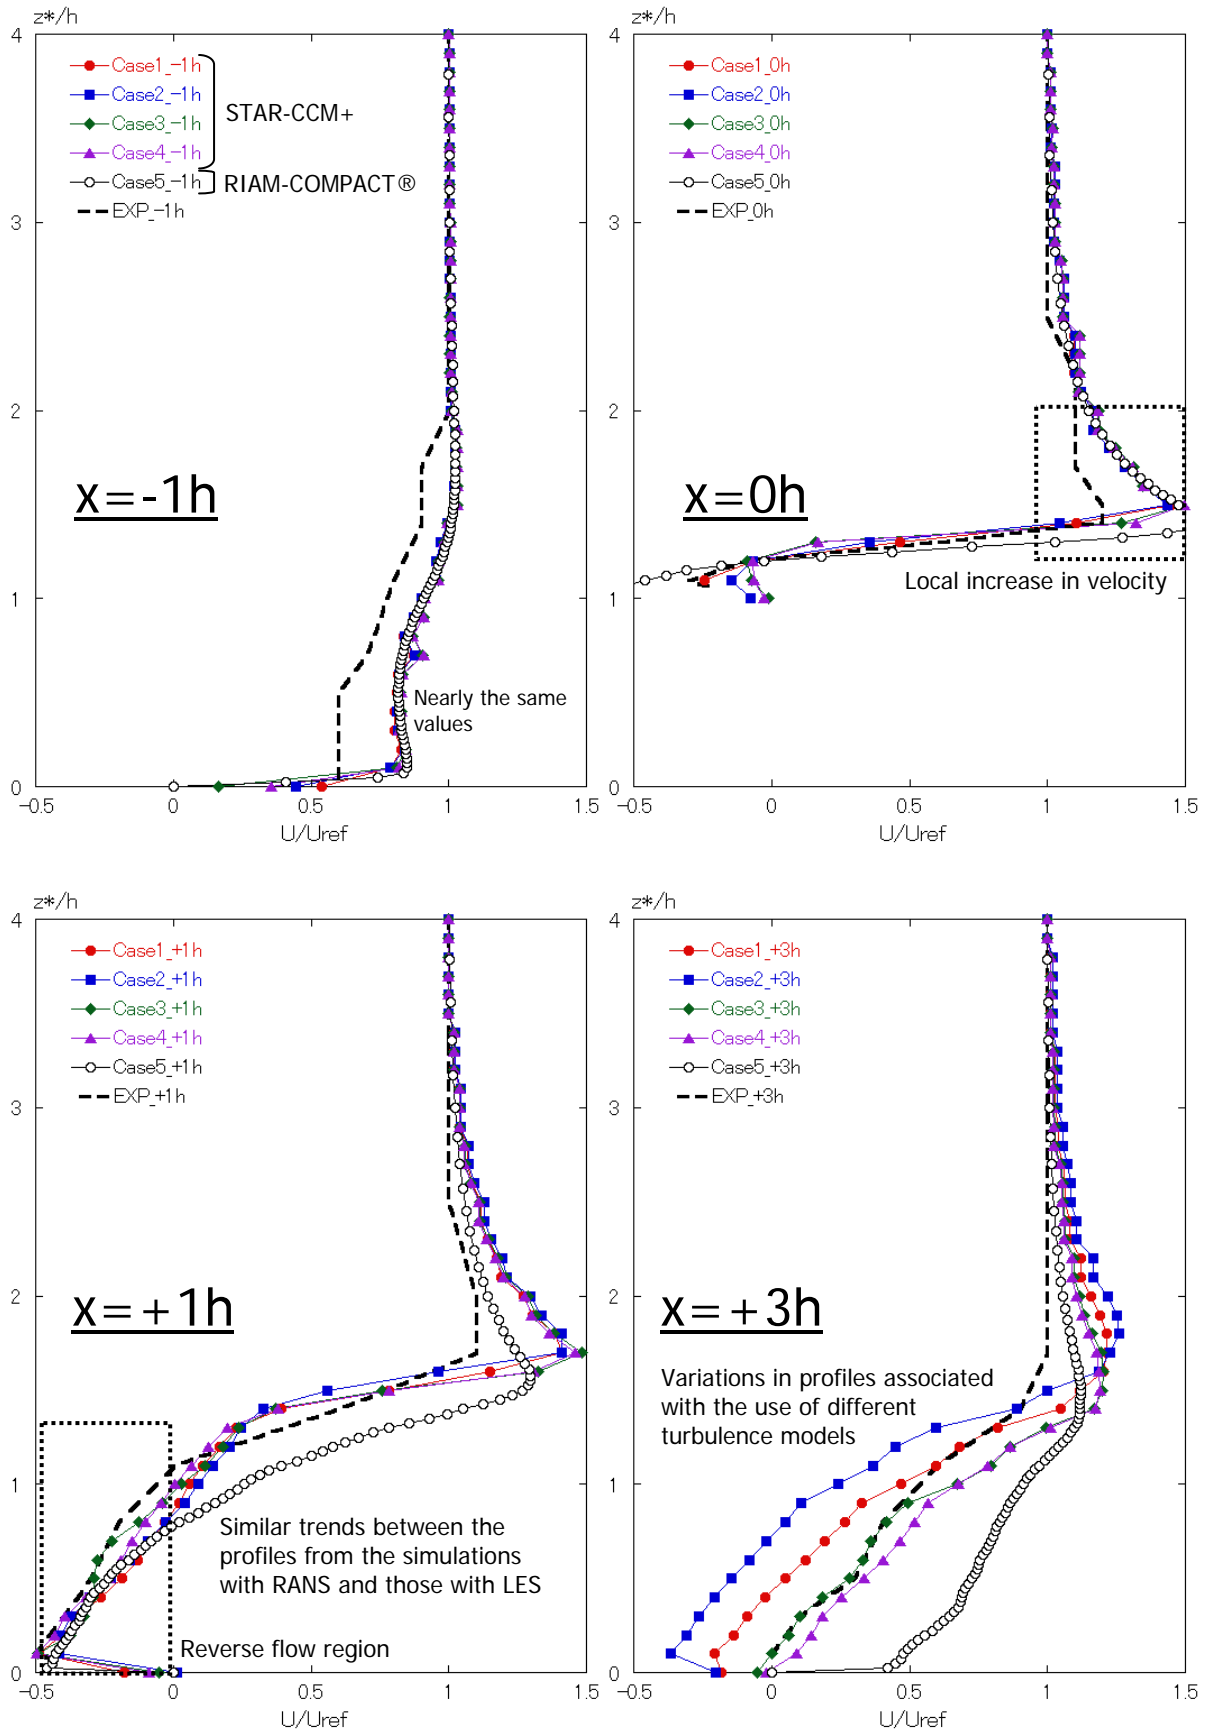 z*/h
4
3
2
1
0
Case1_-1h
Case2_-1h
Case3_-1h
Case4_-1h
STAR-CCM+
Case5_-1h
RIAM-COMPACT®
EXP_-1h
x=-1h
Nearly the same
values
-0.5 0 0.5 1 1.5
U/Uref
z*/h
4
3
2
1
0
Case1_0h
Case2_0h
Case3_0h
Case4_0h
Case5_0h
EXP_0h
x=0h
Local increase in velocity
-0.5 0 0.5 1 1.5
U/Uref
z*/h
4
3
2
1
0
Case1_+1h
Case2_+1h
Case3_+1h
Case4_+1h
Case5_+1h
EXP_+1h
x=+1h
Similar trends between the
profiles from the simulations
with RANS and those with LES
Reverse flow region
-0.5 0 0.5 1 1.5
U/Uref
z*/h
4
3
2
1
0
Case1_+3h
Case2_+3h
Case3_+3h
Case4_+3h
Case5_+3h
EXP_+3h
x=+3h
Variations in profiles associated
with the use of different
turbulence models
-0.5 0 0.5 1 1.5
U/Uref